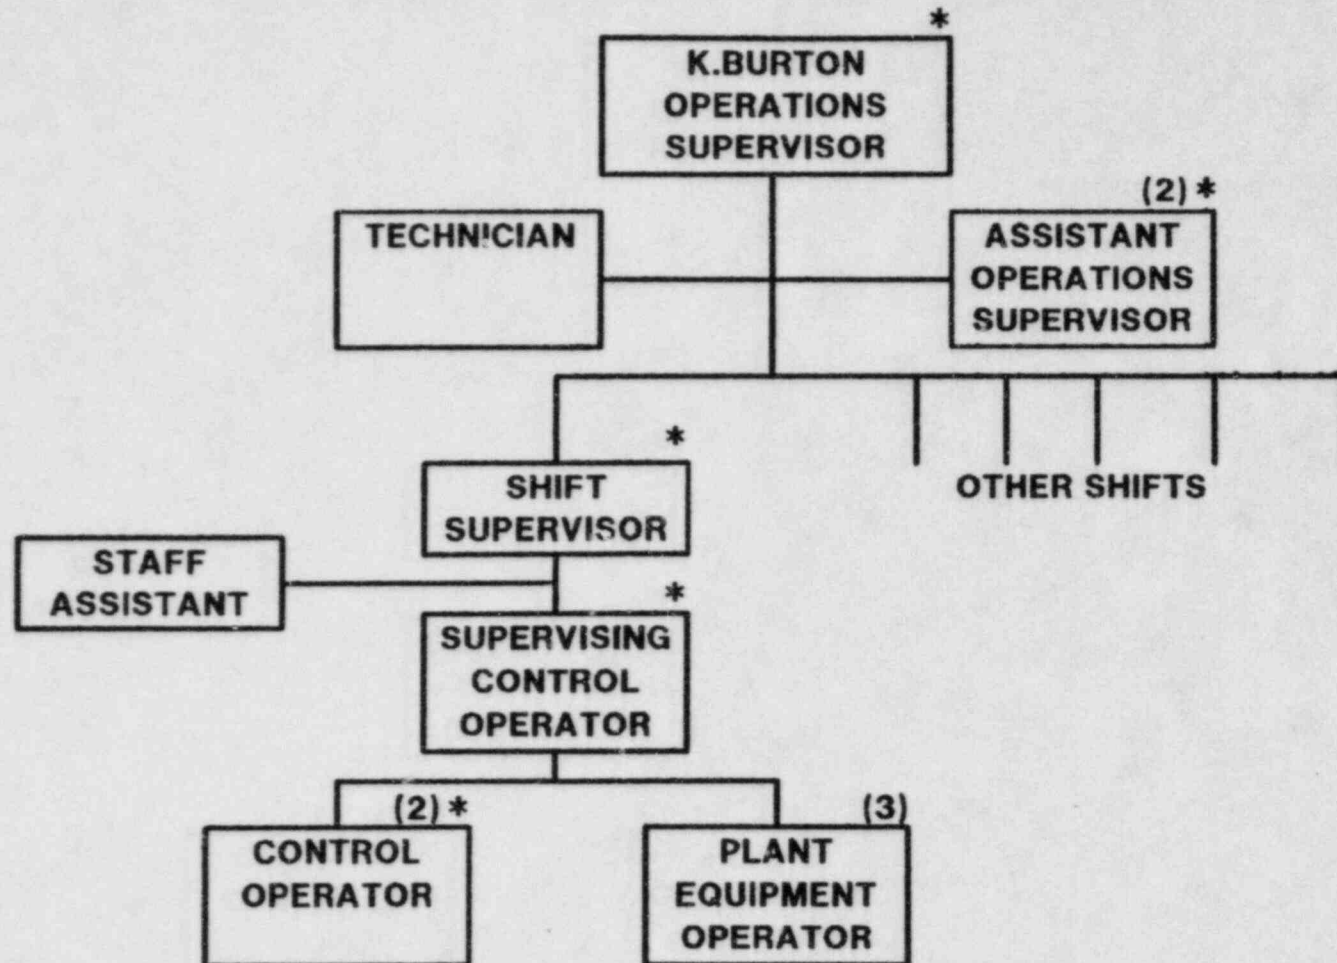 *
K.BURTON
OPERATIONS
SUPERVISOR
(2) *
TECHNICIAN
ASSISTANT
OPERATIONS
SUPERVISOR
*
SHIFT
SUPERVISOR
OTHER SHIFTS
STAFF
ASSISTANT
*
SUPERVISING
CONTROL
OPERATOR
(2) *
CONTROL
OPERATOR
(3)
PLANT
EQUIPMENT
OPERATOR